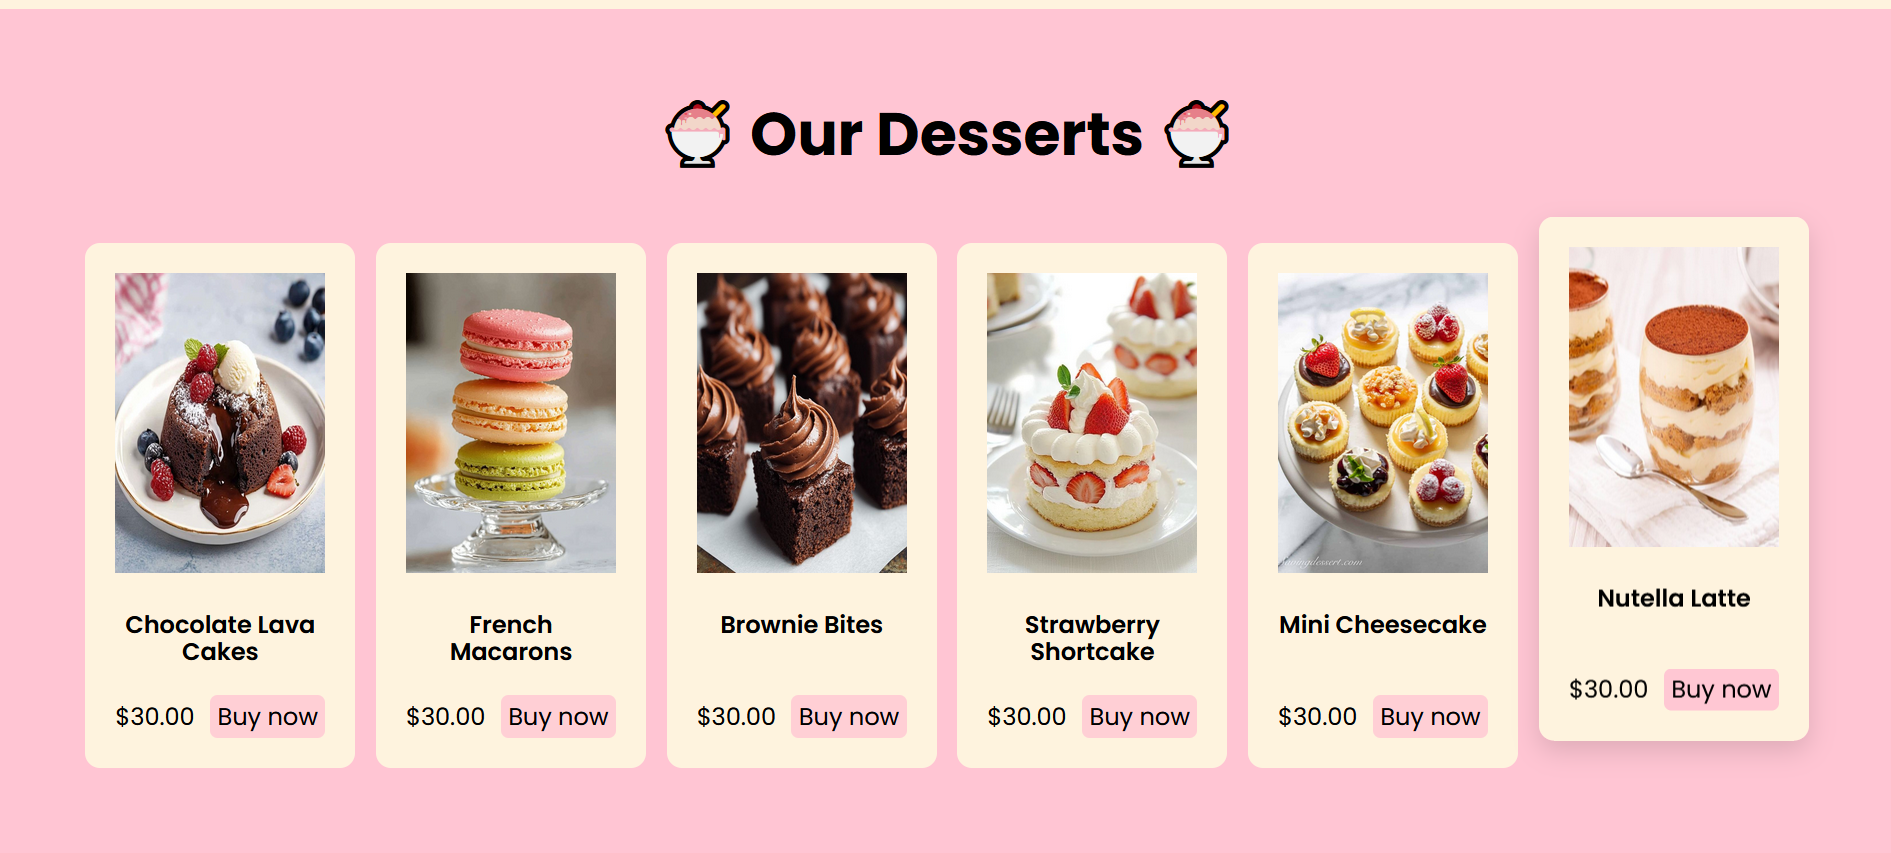 Our Desserts
Chocolate Lava
Cakes
$30.00 Buy now
French
Macarons
$30.00 Buy now
Brownie Bites
$30.00 Buy now
Strawberry
Shortcake
$30.00 Buy now
Mini Cheesecake
$30.00 Buy now
Nutella Latte
$30.00 Buy now